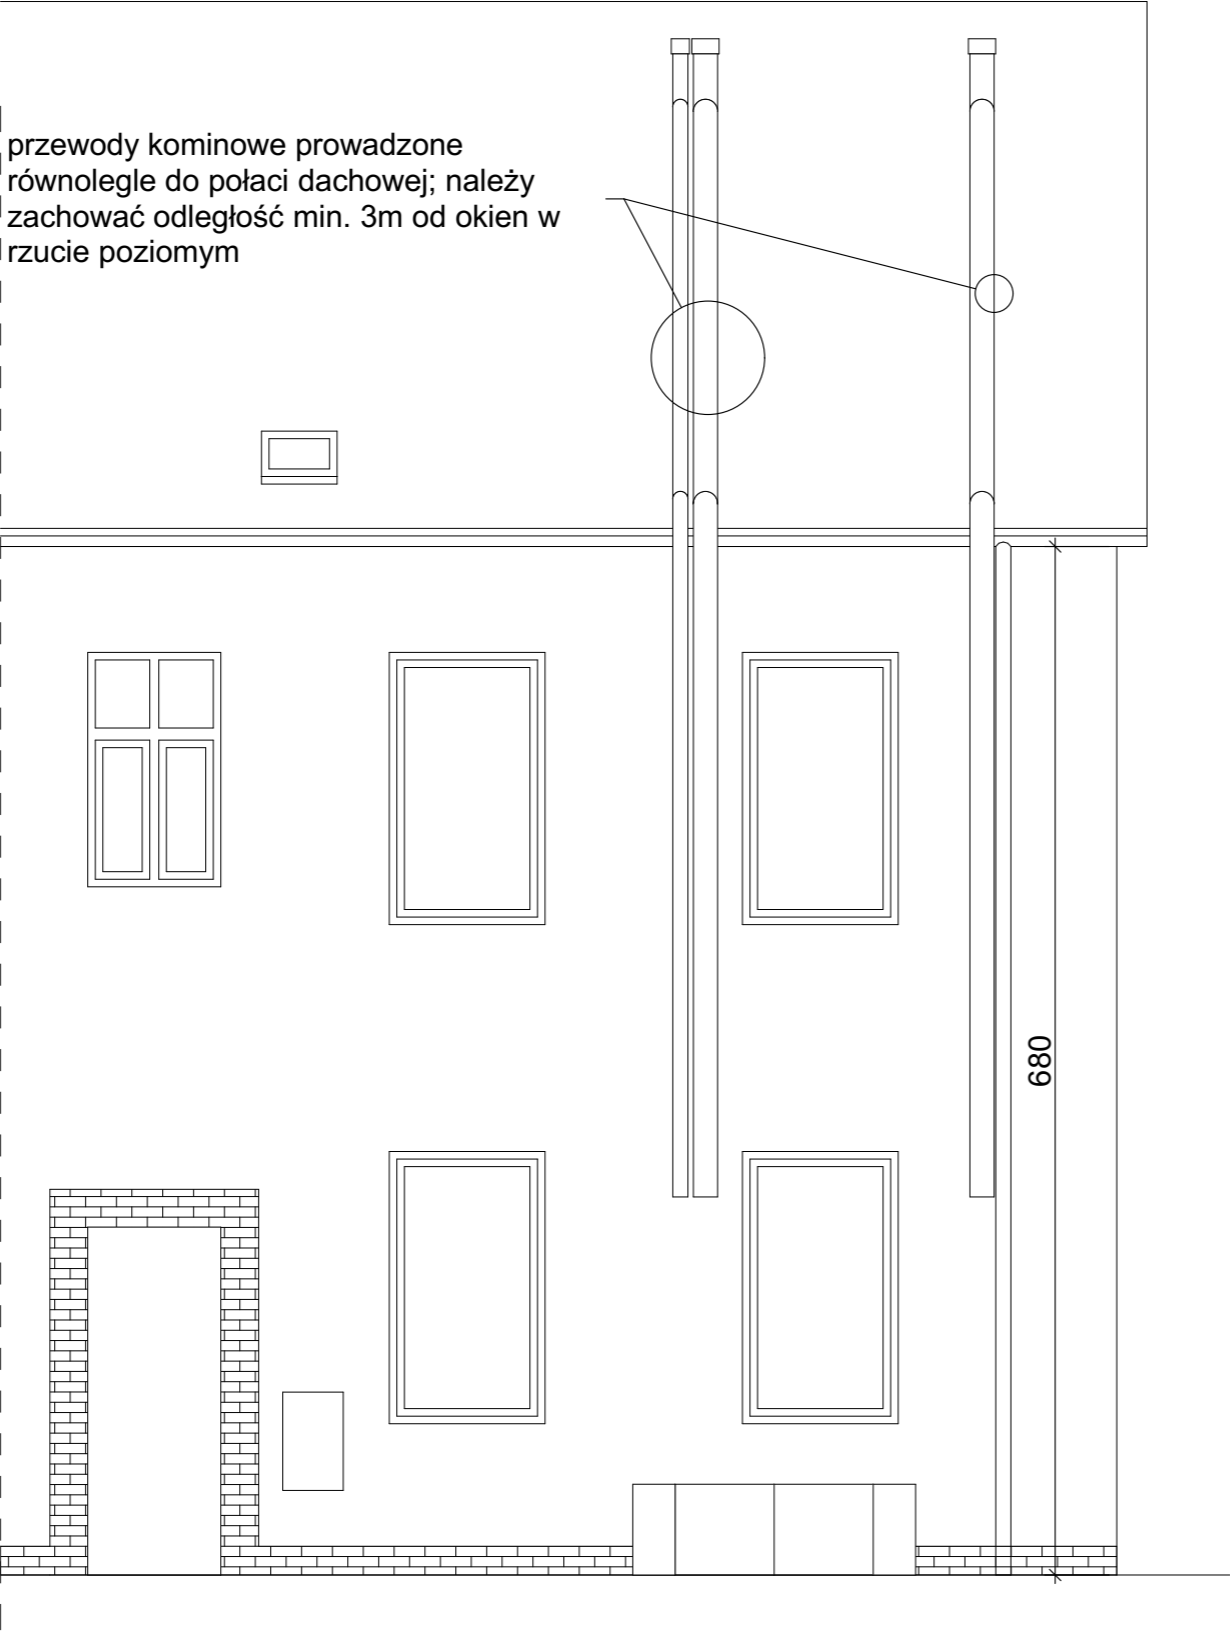 przewody kominowe prowadzone
równolegle do połaci dachowej; należy
zachować odległość min. 3m od okien w
rzucie poziomym
680